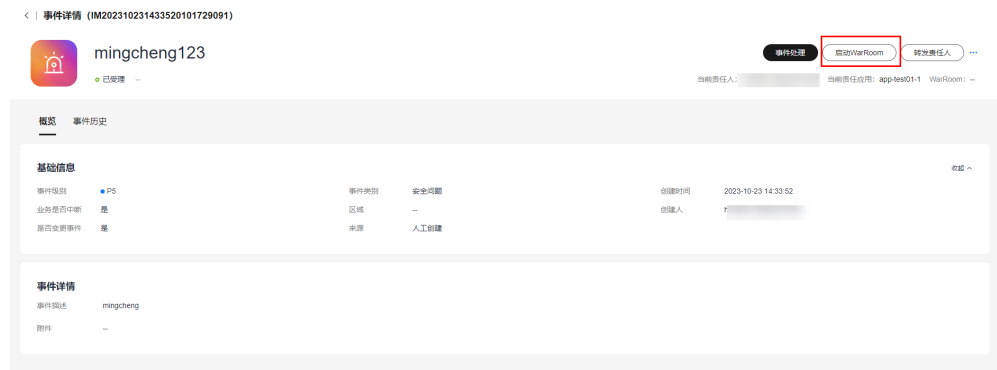 事件详情 (IM20231023143352010​1729091)
mingcheng123
事件处理 启动WarRoom 转发责任人 ...
已受理 --
当前责任人: 当前责任应用: app-test01-1 WarRoom: --
概览 事件历史
基础信息 收起
事件级别 P5 事件类别 安全问题 创建时间 2023-10-23 14:33:52
业务是否中断 是 区域 -- 创建人
是否变更事件 是 来源 人工创建
事件详情
事件描述 mingcheng
附件 --